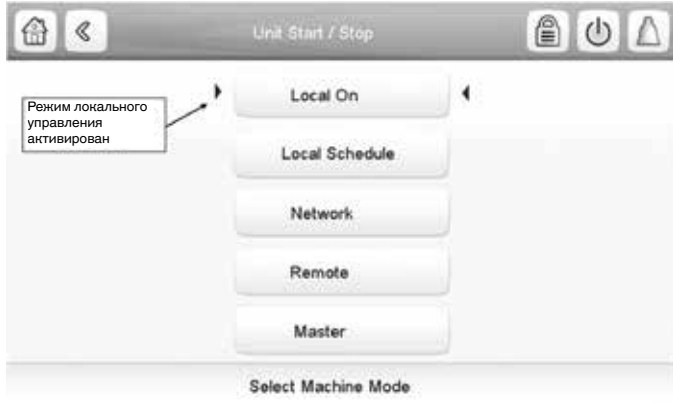 Unit Start / Stop
Local On
Режим локального
управления
активирован
Local Schedule
Network
Remote
Master
Select Machine Mode